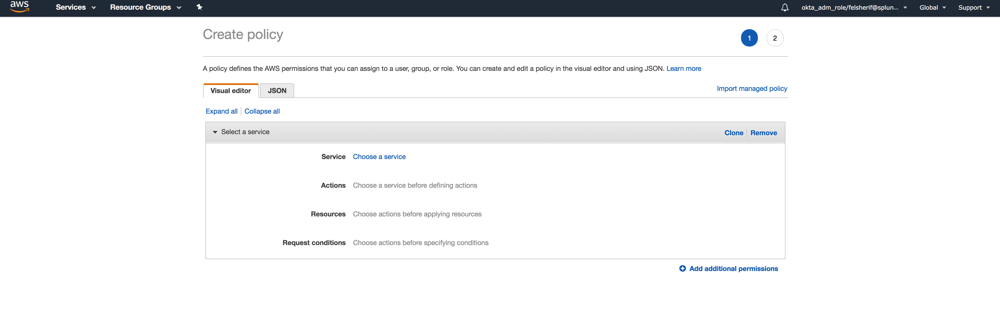 aws Services Resource Groups okta_adm_role/felsherif@splun... Global Support
Create policy
1 2
A policy defines the AWS permissions that you can assign to a user, group, or role. You can create and edit a policy in the visual editor and using JSON. Learn more
Visual editor JSON Import managed policy
Expand all Collapse all
Select a service Clone Remove
Service Choose a service
Actions Choose a service before defining actions
Resources Choose actions before applying resources
Request conditions Choose actions before specifying conditions
Add additional permissions